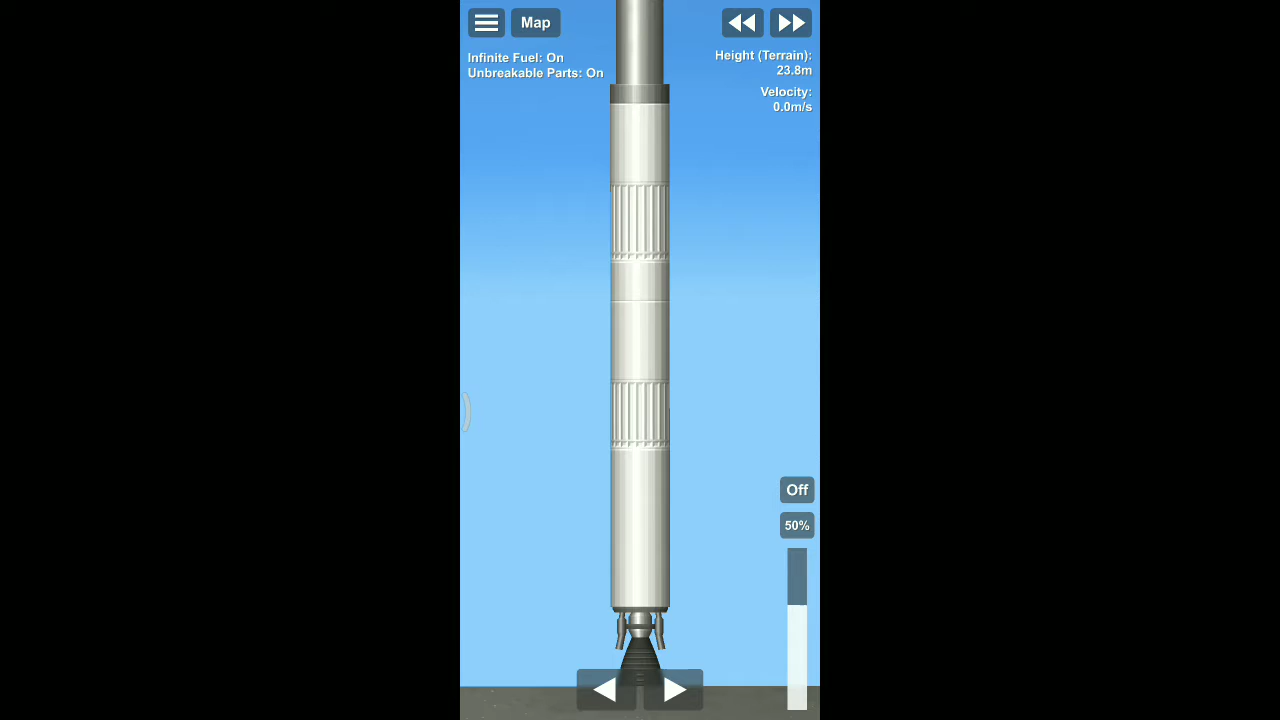 Map
Infinite Fuel: On
Unbreakable Parts: On
Height (Terrain):
23.8m
Velocity:
0.0m/s
Off
50%